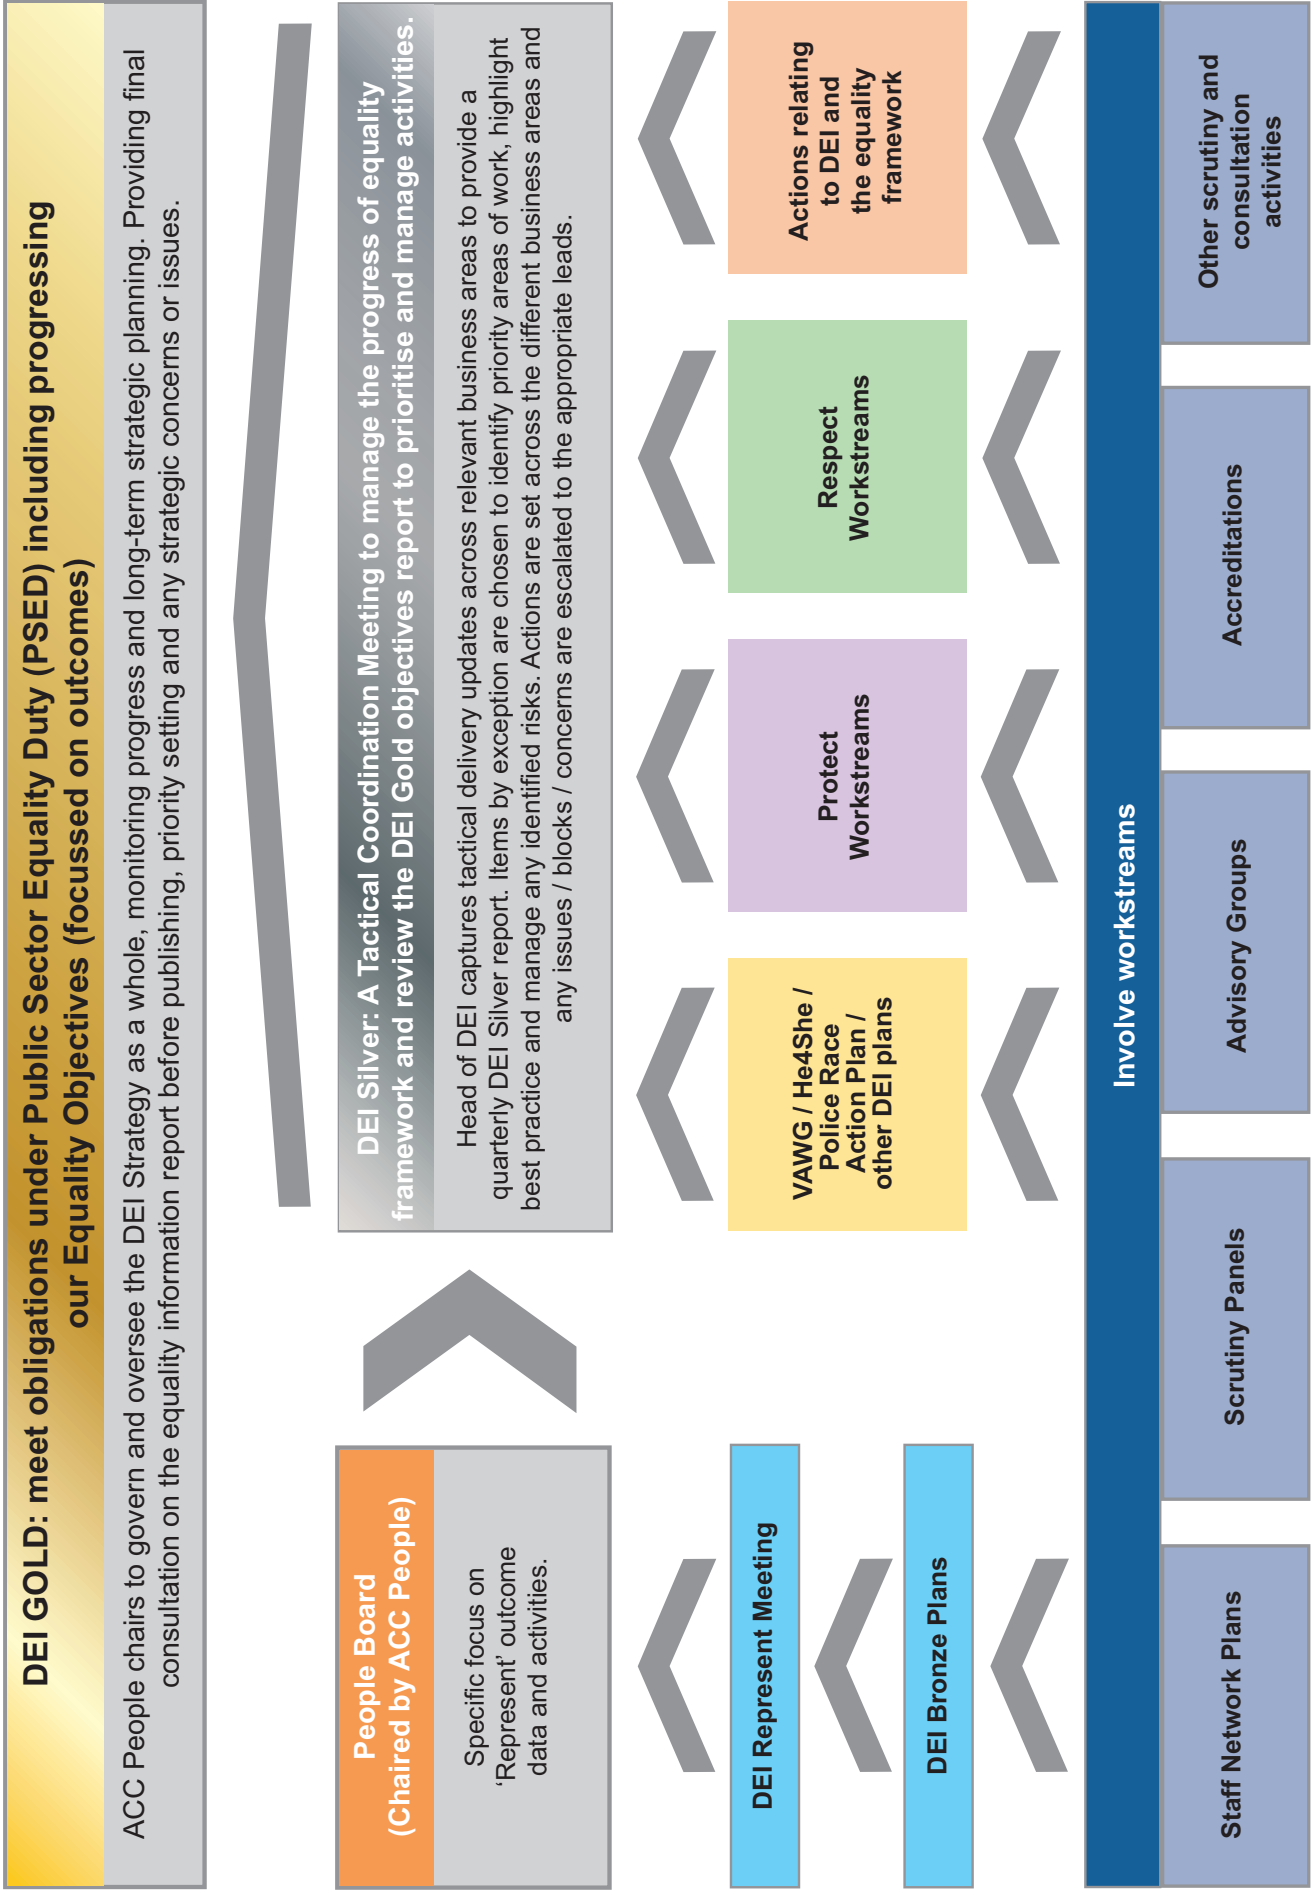 DEI GOLD: meet obligations under Public Sector Equality Duty (PSED) including progressing
our Equality Objectives (focussed on outcomes)
ACC People chairs to govern and oversee the DEI Strategy as a whole, monitoring progress and long-term strategic planning. Providing final
consultation on the equality information report before publishing, priority setting and any strategic concerns or issues.
People Board
(Chaired by ACC People)
Specific focus on
‘Represent’ outcome
data and activities.
DEI Silver: A Tactical Coordination Meeting to manage the progress of equality
framework and review the DEI Gold objectives report to prioritise and manage activities.
Head of DEI captures tactical delivery updates across relevant business areas to provide a
quarterly DEI Silver report. Items by exception are chosen to identify priority areas of work, highlight
best practice and manage any identified risks. Actions are set across the different business areas and
any issues / blocks / concerns are escalated to the appropriate leads.
DEI Represent Meeting
DEI Bronze Plans
VAWG / He4She /
Police Race
Action Plan /
other DEI plans
Protect
Workstreams
Respect
Workstreams
Actions relating
to DEI and
the equality
framework
Involve workstreams
Staff Network Plans
Scrutiny Panels
Advisory Groups
Accreditations
Other scrutiny and
consultation
activities